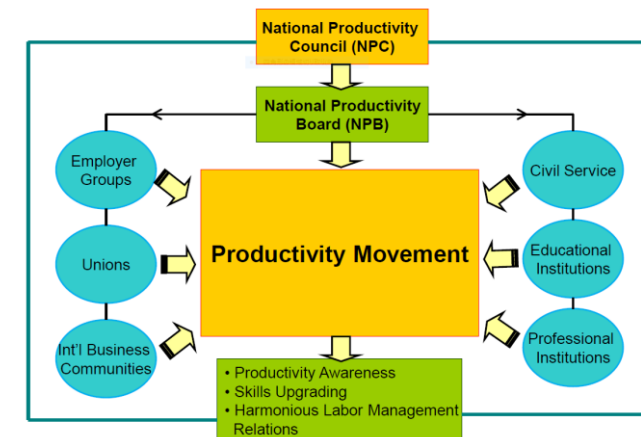 National Productivity
Council (NPC)
National Productivity
Board (NPB)
Employer
Groups
Unions
Int'l Business
Communities
Productivity Movement
Civil Service
Educational
Institutions
Professional
Institutions
• Productivity Awareness
• Skills Upgrading
• Harmonious Labor Management
Relations